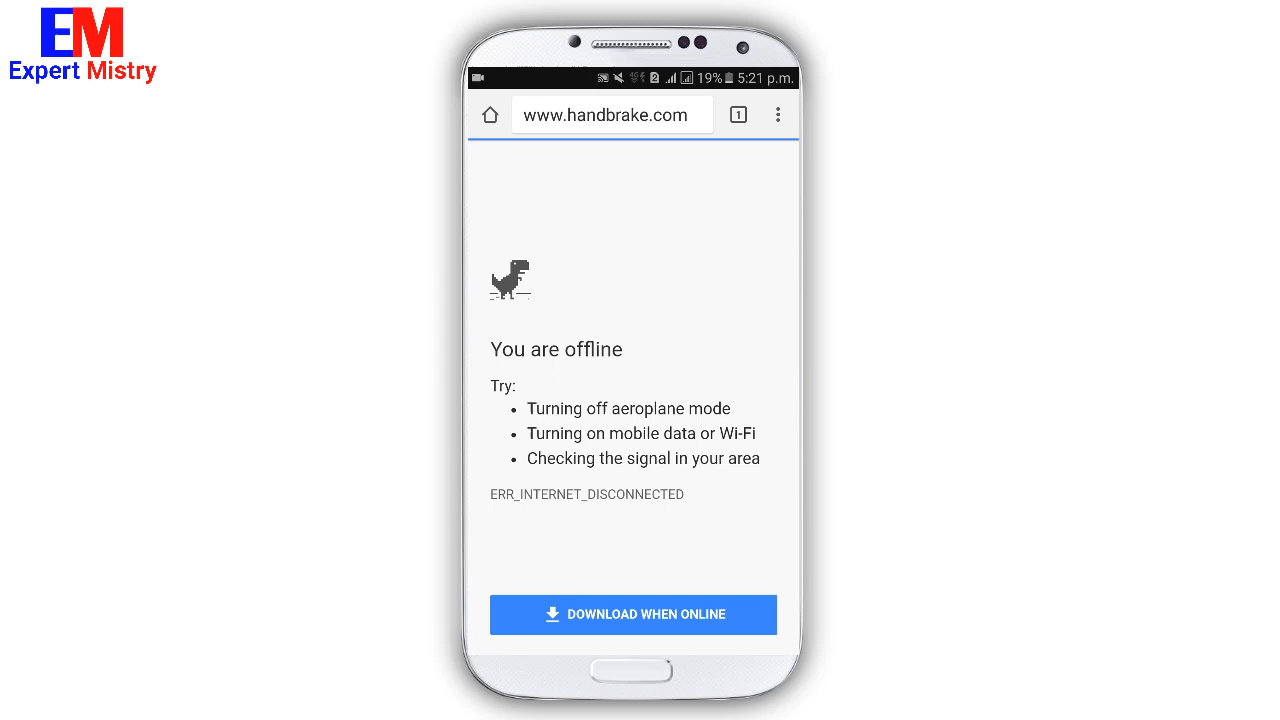 EM
Expert Mistry
2 19% 5:21 p.m.
www.handbrake.com 1
You are offline
Try:
• Turning off aeroplane mode
• Turning on mobile data or Wi-Fi
• Checking the signal in your area
ERR_INTERNET_DISCONNECTED
DOWNLOAD WHEN ONLINE